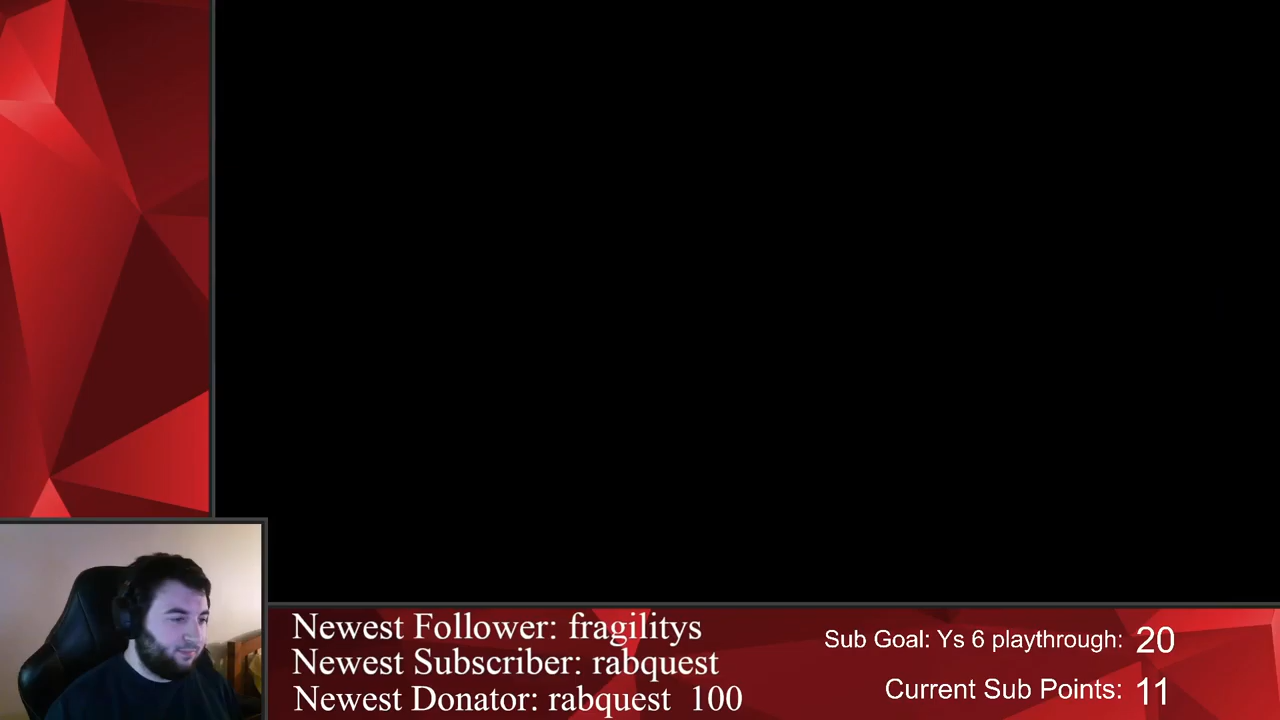 Newest Follower: fragilitys
Newest Subscriber: rabquest
Newest Donator: rabquest 100
Sub Goal: Ys 6 playthrough: 20
Current Sub Points: 11